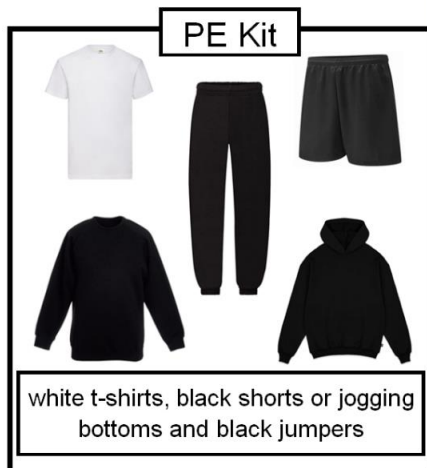 PE Kit
white t-shirts, black shorts or jogging
bottoms and black jumpers